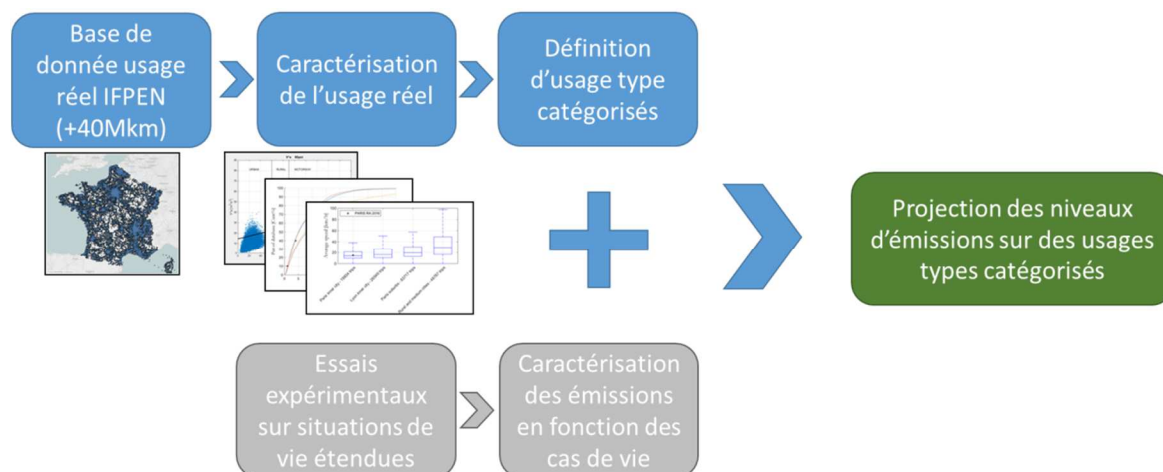 Base de
donnée usage
réel IFPEN
(+40Mkm)
Caractérisation
de l'usage réel
Définition
d'usage type
catégorisés
Projection des niveaux
d'émissions sur des usages
types catégorisés
Essais
expérimentaux
sur situations de
vie étendues
Caractérisation
des émissions
en fonction des
cas de vie